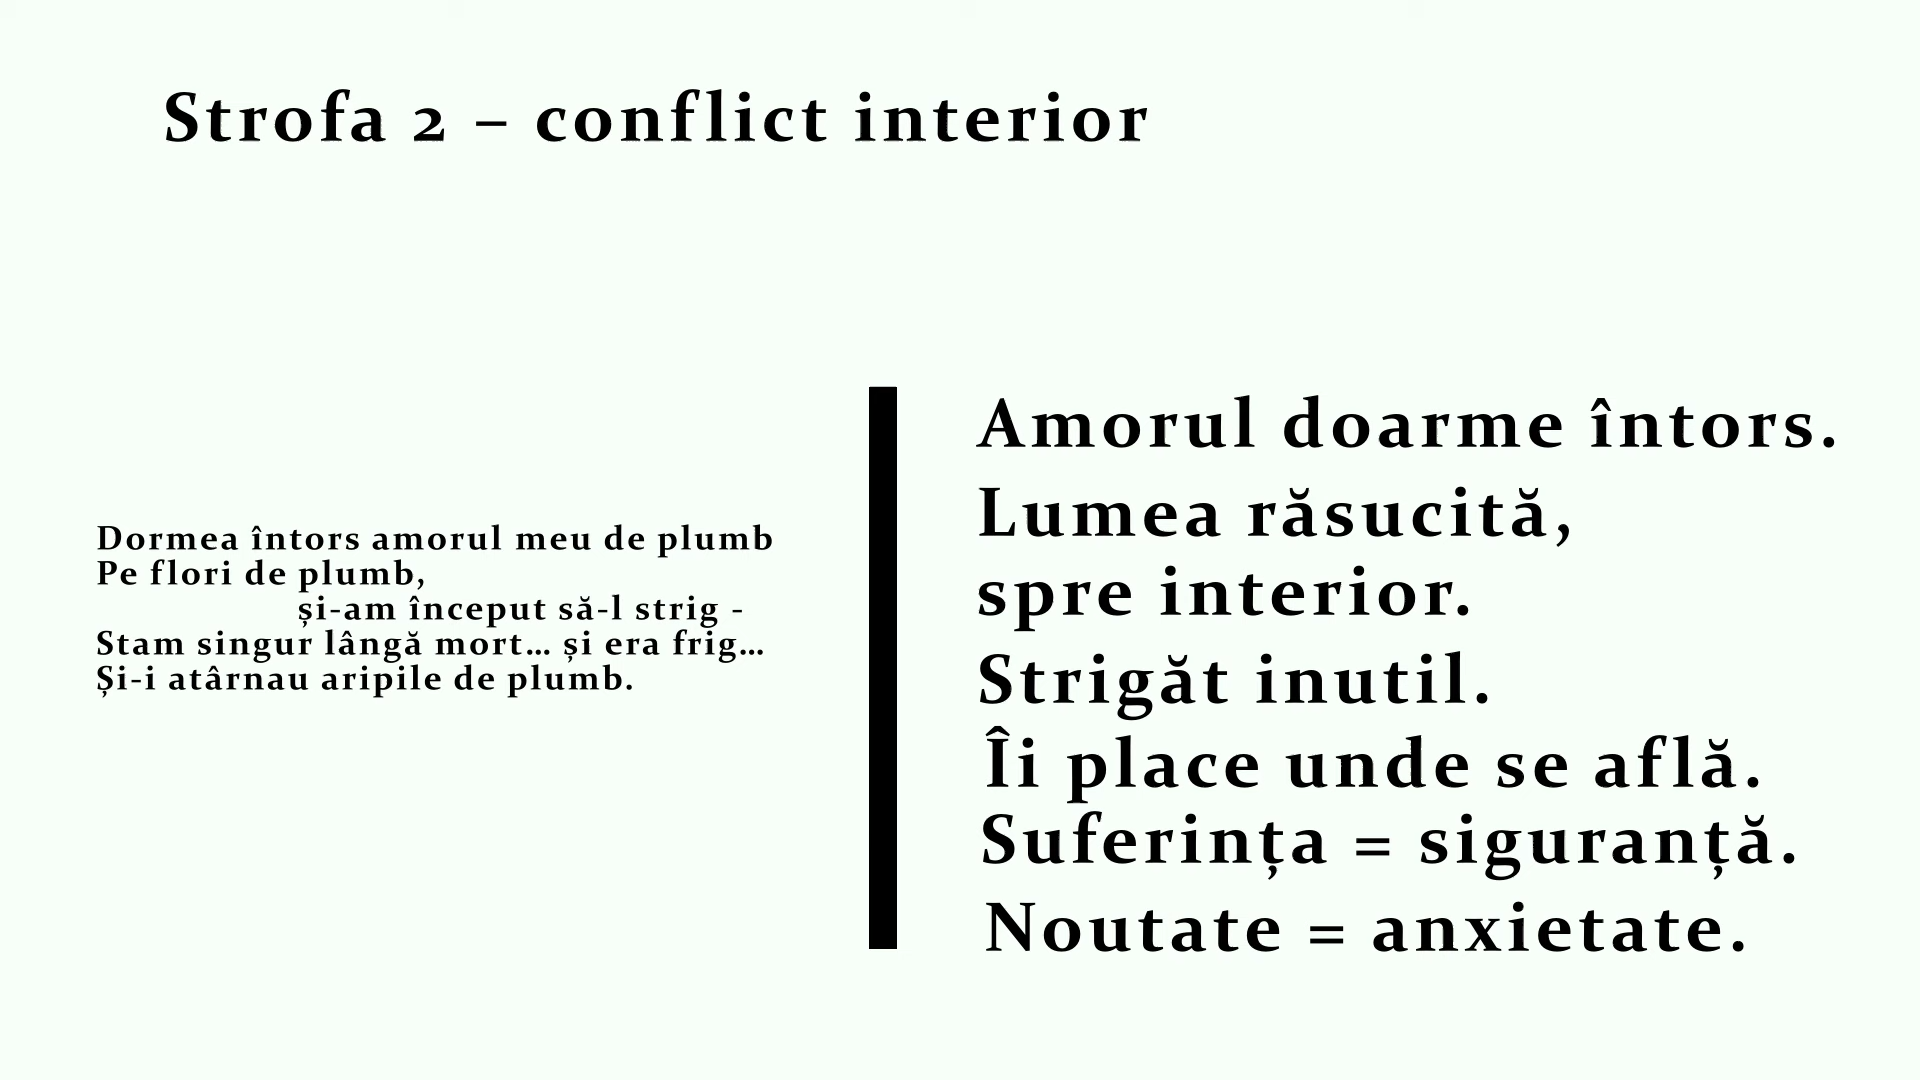 Strofa 2 – conflict interior
Dormea întors amorul meu de plumb
Pe flori de plumb,
și-am început să-l strig -
Stam singur lângă mort... și era frig...
Și-i atârnau aripile de plumb.
Amorul doarme întors.
Lumea răsucită,
spre interior.
Strigăt inutil.
Îi place unde se află.
Suferința = siguranță.
Noutate = anxietate.